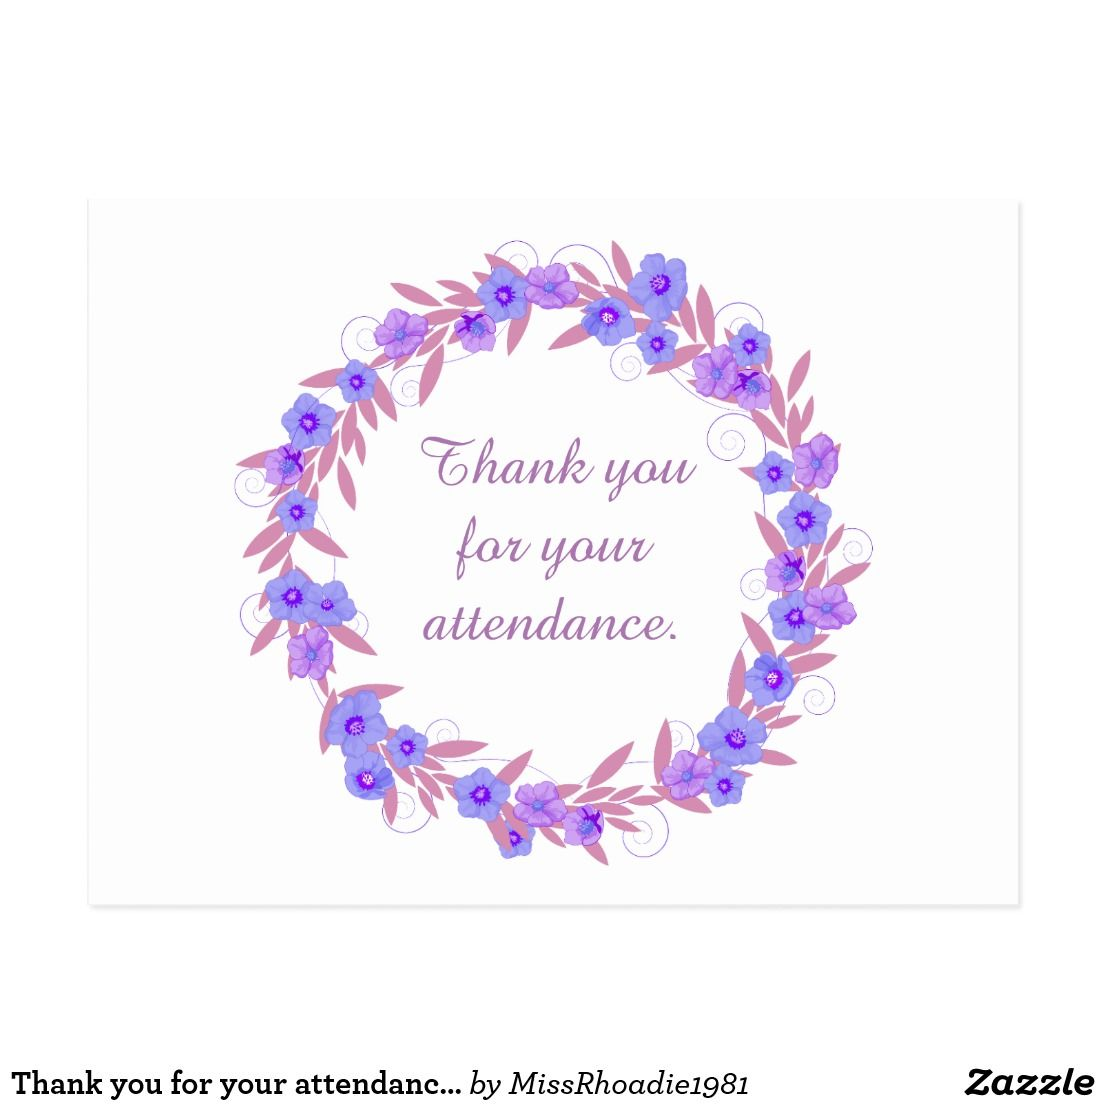 Thank you
for your
attendance.
Thank you for your attendanc... by MissRhoadie1981 Zazzle